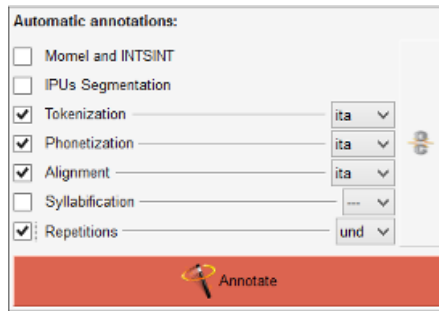 Automatic annotations:
Momel and INTSINT
IPUs Segmentation
Tokenization ita
Phonetization ita
Alignment ita
Syllabification ---
Repetitions und
Annotate